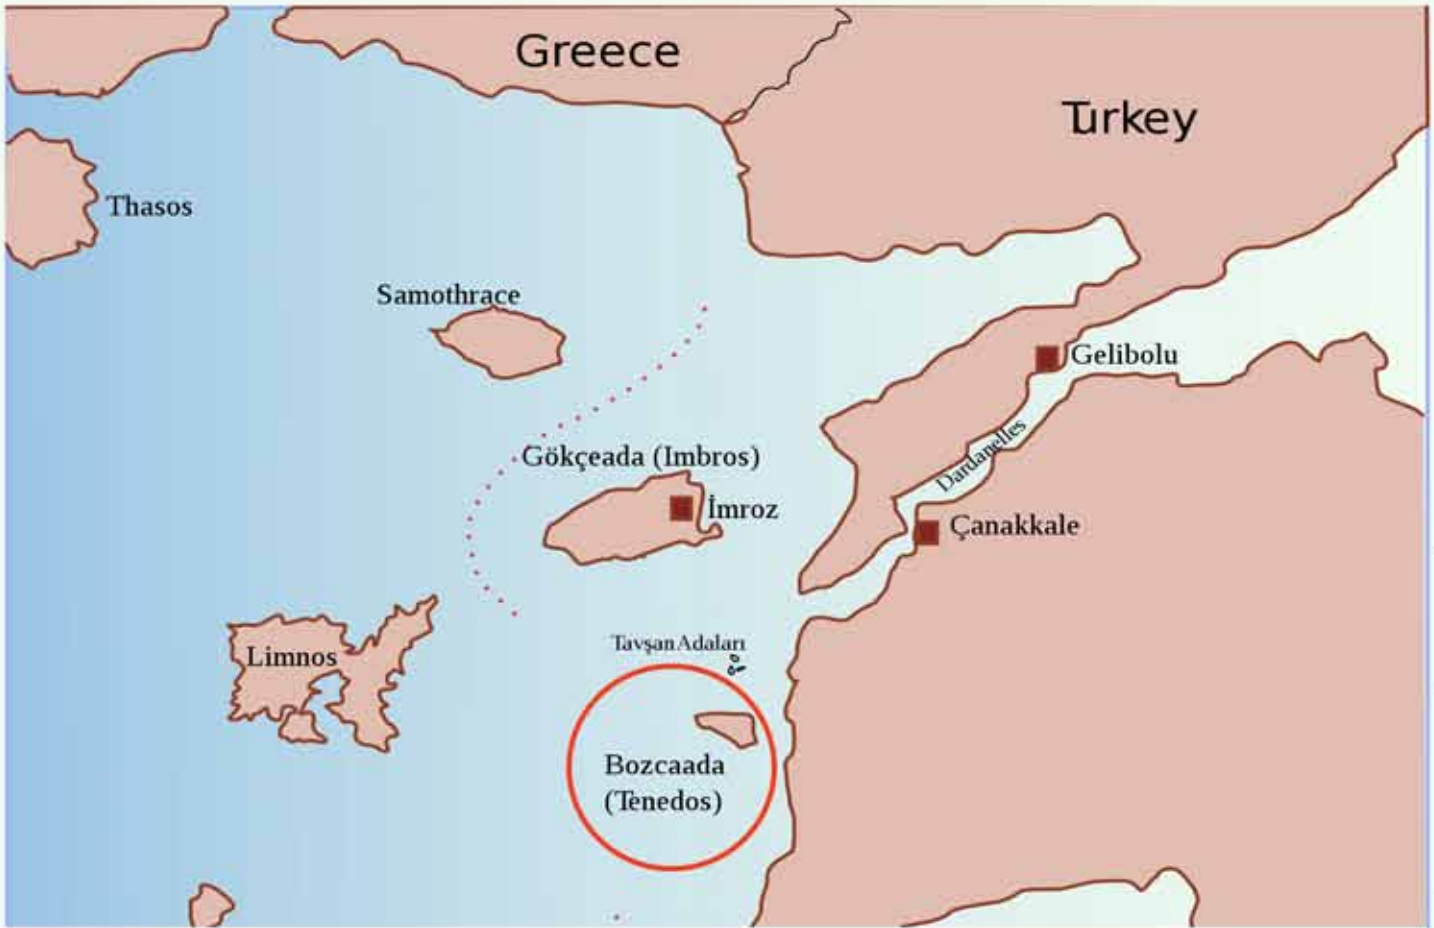 Greece
Turkey
Thasos
Samothrace
Gelibolu
Dardanelles
Gökçeada (Imbros)
İmroz
Çanakkale
Tavşan Adaları
Limnos
Bozcaada
(Tenedos)